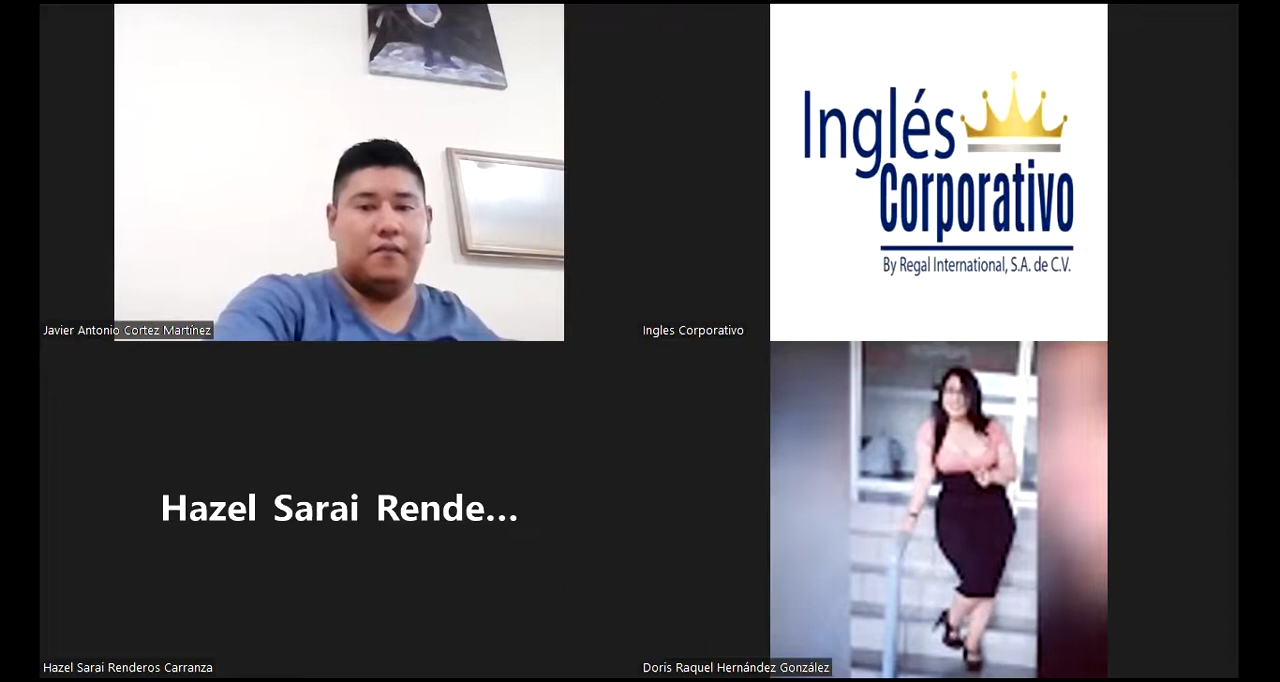 Inglés
Corporativo
By Regal International, S.A. de C.V.
Javier Antonio Cortez Martínez
Ingles Corporativo
Hazel Sarai Rende...
Hazel Sarai Renderos Carranza
Doris Raquel Hernández González